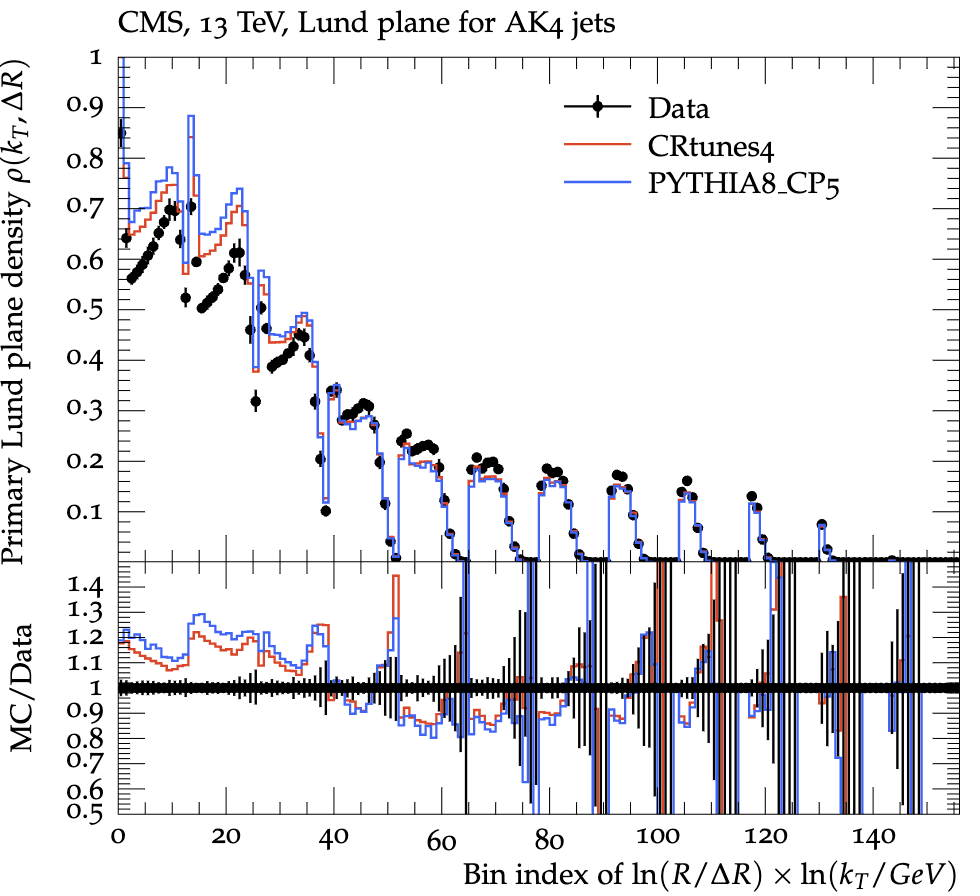 CMS, 13 TeV, Lund plane for AK4 jets
Primary Lund plane density ρ(k_T, ΔR)
1
0.9
0.8
0.7
0.6
0.5
0.4
0.3
0.2
0.1
Data
CRtunes4
PYTHIA8_CP5
MC/Data
1.4
1.3
1.2
1.1
1
0.9
0.8
0.7
0.6
0.5
0 20 40 60 80 100 120 140
Bin index of ln(R/ΔR) × ln(k_T/GeV)